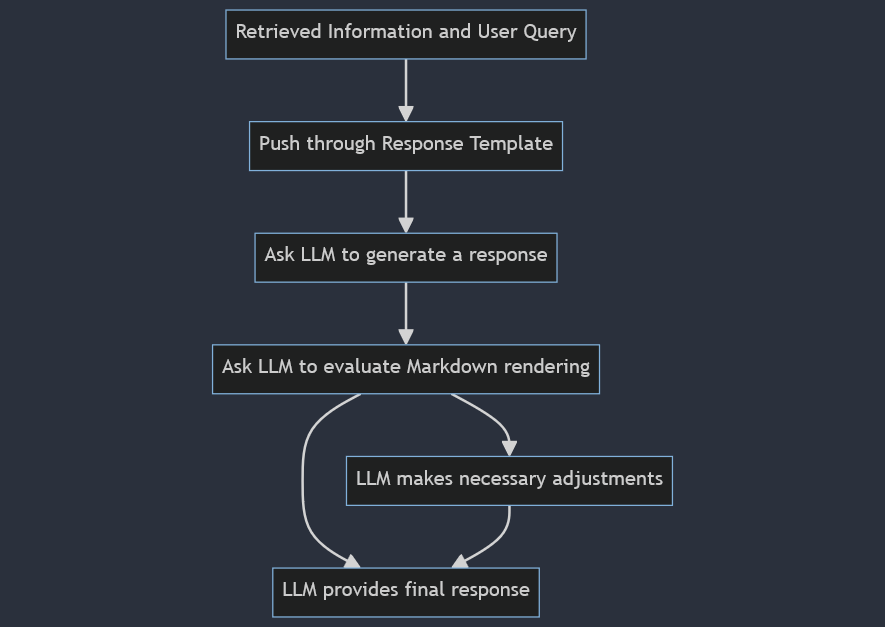 Retrieved Information and User Query
Push through Response Template
Ask LLM to generate a response
Ask LLM to evaluate Markdown rendering
LLM makes necessary adjustments
LLM provides final response